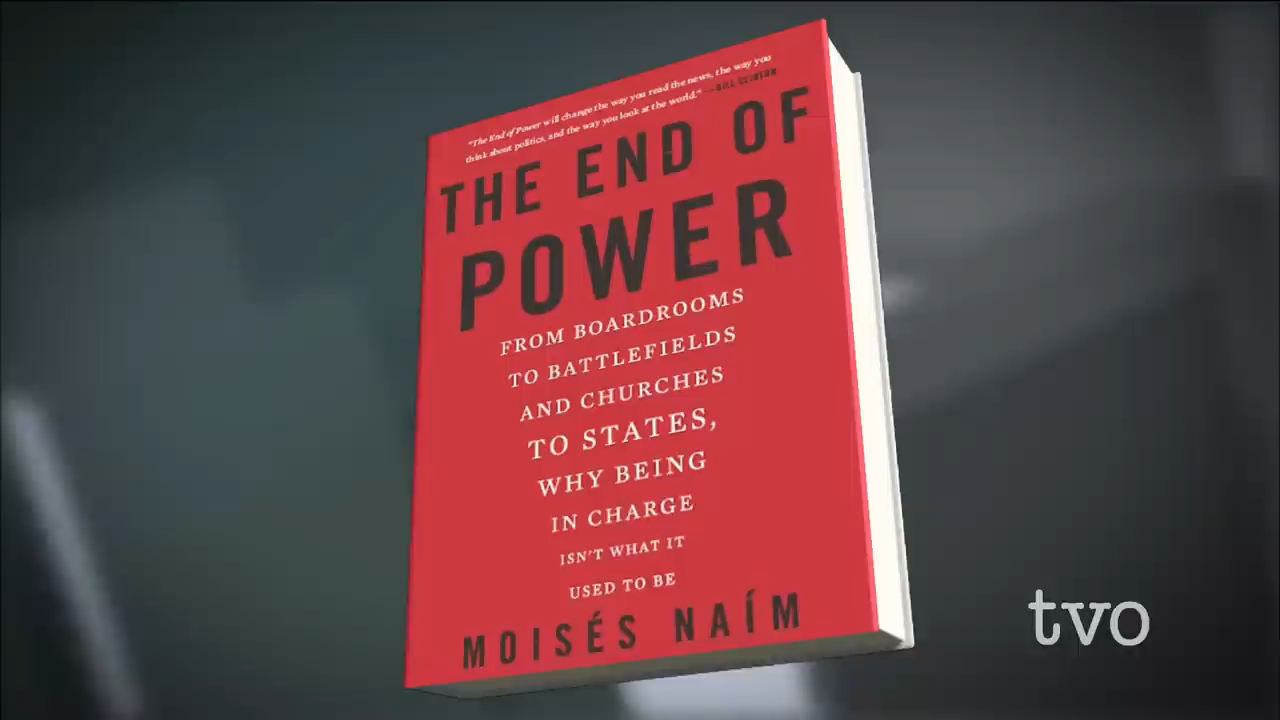 "The End of Power will change the way you read the news, the way you
think about politics, and the way you look at the world." —BILL CLINTON
THE END OF
POWER
FROM BOARDROOMS
TO BATTLEFIELDS
AND CHURCHES
TO STATES,
WHY BEING
IN CHARGE
ISN'T WHAT IT
USED TO BE
MOISÉS NAÍM
tvo